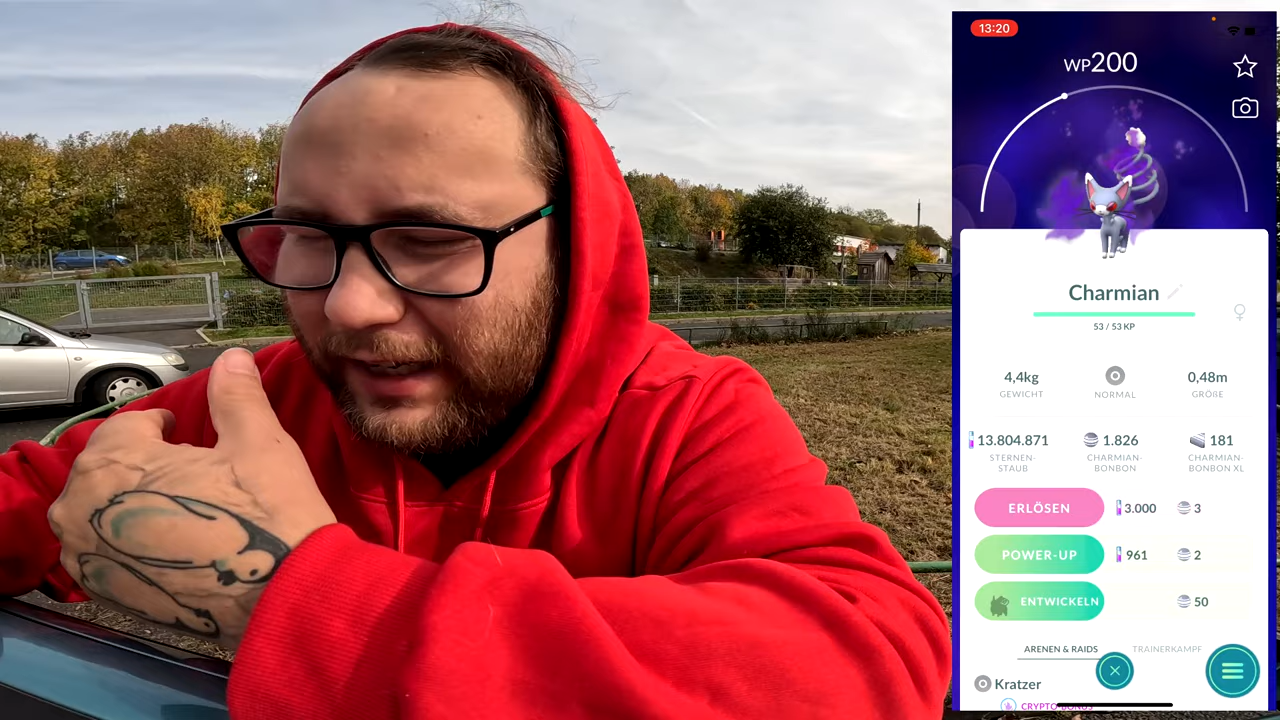 13:20
WP200
Charmian
53 / 53 KP
4,4kg
GEWICHT
NORMAL
0,48m
GRÖßE
13.804.871
STERNEN-
STAUB
1.826
CHARMIAN-
BONBON
181
CHARMIAN-
BONBON XL
ERLÖSEN
3.000
3
POWER-UP
961
2
ENTWICKELN
50
ARENEN & RAIDS
TRAINERKAMPF
Kratzer
CRYPTO-BONUS